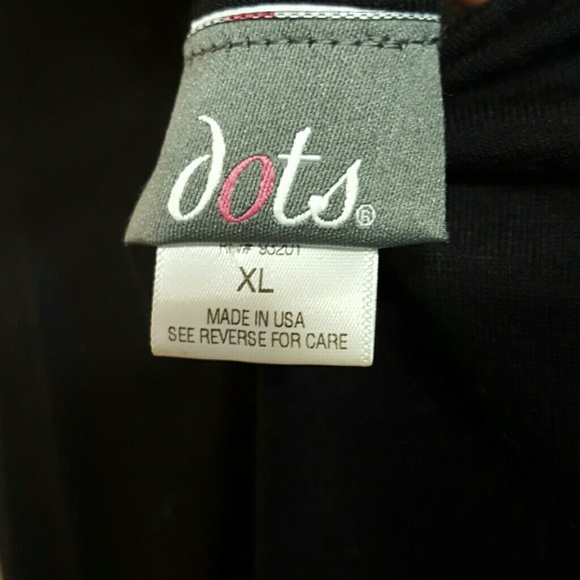 dots®
XL
MADE IN USA
SEE REVERSE FOR CARE